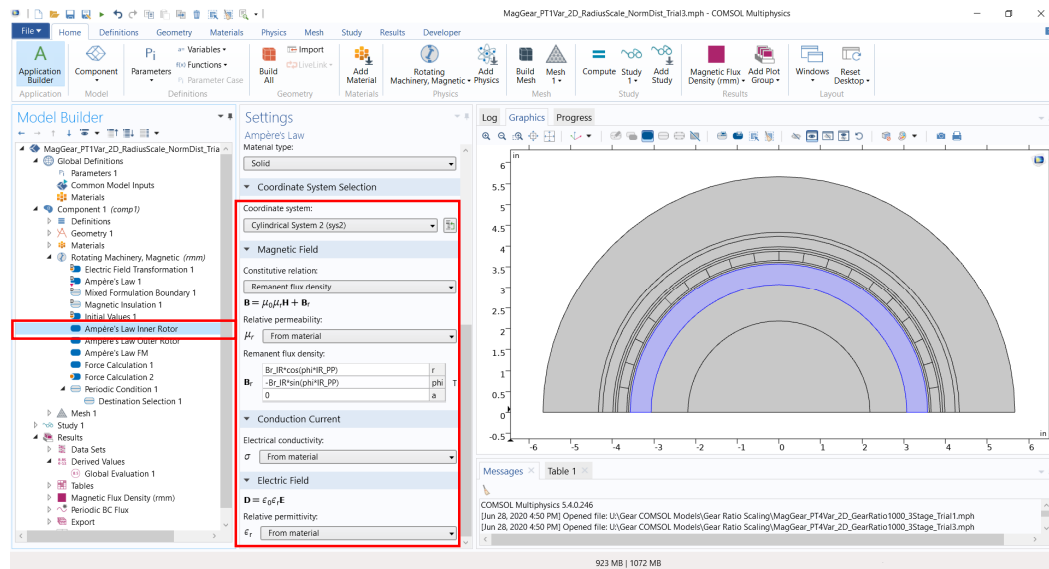 MagGear_PT1Var_2D_RadiusScale_NormDist_Trial3.mph - COMSOL Multiphysics
File Home Definitions Geometry Materials Physics Mesh Study Results Developer
A
Application Builder
Component
Pi
Parameters
a= Variables
f(x) Functions
Pi Parameter Case
Build All
Import
LiveLink
Add Material
Rotating Machinery, Magnetic
Add Physics
Build Mesh
Mesh 1
Compute
Study 1
Add Study
Magnetic Flux Density (rmm)
Add Plot Group
Windows
Reset Desktop
Application Model Definitions Geometry Materials Physics Mesh Study Results Layout
Model Builder
MagGear_PT1Var_2D_RadiusScale_NormDist_Tria
Global Definitions
Pi Parameters 1
Common Model Inputs
Materials
Component 1 (comp1)
Definitions
Geometry 1
Materials
Rotating Machinery, Magnetic (rmm)
Electric Field Transformation 1
Ampère's Law 1
Mixed Formulation Boundary 1
Magnetic Insulation 1
Initial Values 1
Ampère's Law Inner Rotor
Ampère's Law Outer Rotor
Ampère's Law FM
Force Calculation 1
Force Calculation 2
Periodic Condition 1
Destination Selection 1
Mesh 1
Study 1
Results
Data Sets
Derived Values
Global Evaluation 1
Tables
Magnetic Flux Density (rmm)
Periodic BC Flux
Export
Settings
Ampère's Law
Material type:
Solid
Coordinate System Selection
Coordinate system:
Cylindrical System 2 (sys2)
Magnetic Field
Constitutive relation:
Remanent flux density
B = μ0μrH + Br
Relative permeability:
μr From material
Remanent flux density:
Br_IR*cos(phi*IR_PP) r
Br -Br_IR*sin(phi*IR_PP) phi T
0 a
Conduction Current
Electrical conductivity:
σ From material
Electric Field
D = ε0εrE
Relative permittivity:
εr From material
Log Graphics Progress
in
6
5.5
5
4.5
4
3.5
3
2.5
2
1.5
1
0.5
0
-0.5
in
-6 -5 -4 -3 -2 -1 0 1 2 3 4 5 6
Messages Table 1
COMSOL Multiphysics 5.4.0.246
[Jun 28, 2020 4:50 PM] Opened file: U:\Gear COMSOL Models\Gear Ratio Scaling\MagGear_PT4Var_2D_GearRatio1000_3Stage_Trial1.mph
[Jun 28, 2020 4:50 PM] Opened file: U:\Gear COMSOL Models\Gear Ratio Scaling\MagGear_PT4Var_2D_GearRatio1000_3Stage_Trial3.mph
923 MB | 1072 MB